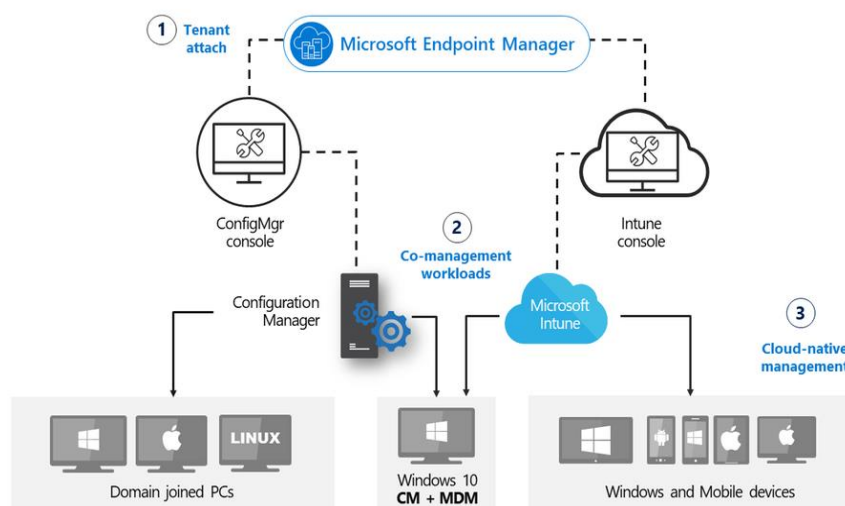 1
Tenant
attach
Microsoft Endpoint Manager
ConfigMgr
console
Intune
console
2
Co-management
workloads
Configuration
Manager
Microsoft
Intune
3
Cloud-native
management
LINUX
Domain joined PCs
Windows 10
CM + MDM
Windows and Mobile devices